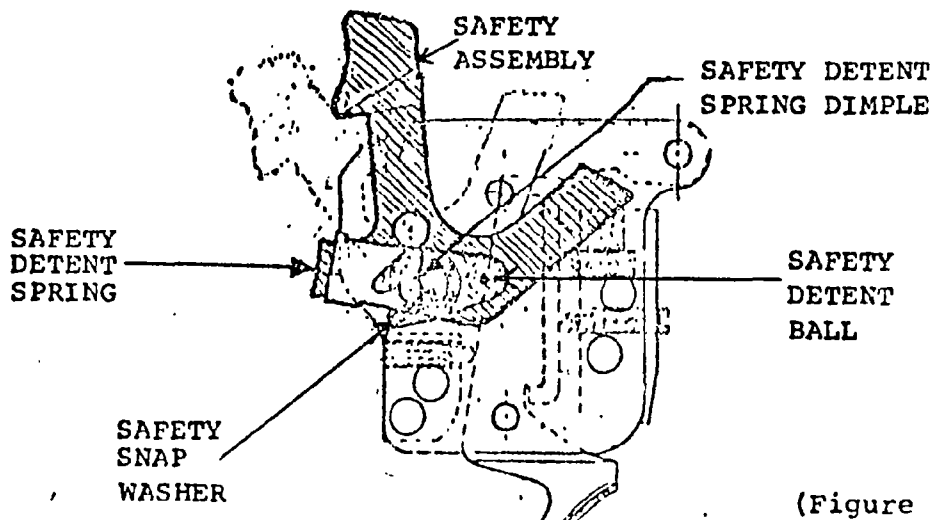 SAFETY
ASSEMBLY
SAFETY DETENT
SPRING DIMPLE
SAFETY
DETENT
SPRING
SAFETY
DETENT
BALL
SAFETY
SNAP
WASHER
(Figure